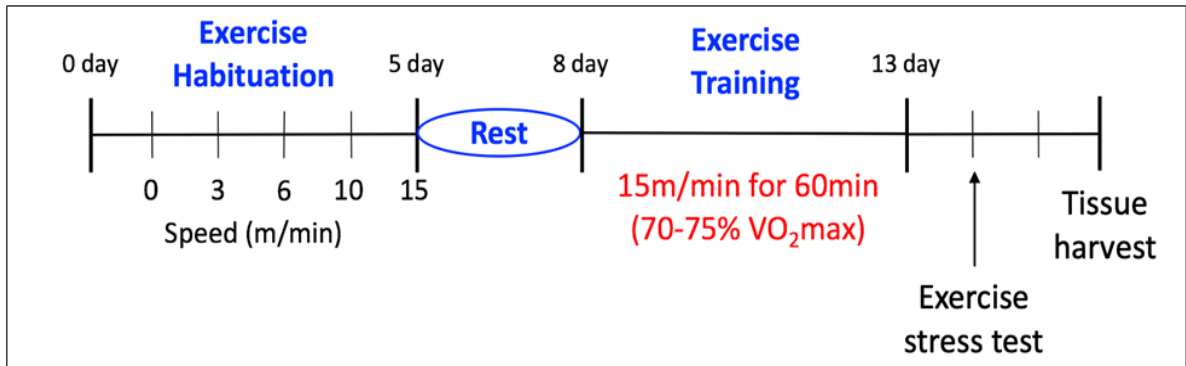 Exercise
Habituation
Exercise
Training
0 day
5 day
8 day
13 day
Rest
0 3 6 10 15
Speed (m/min)
15m/min for 60min
(70-75% VO₂max)
Tissue
harvest
Exercise
stress test